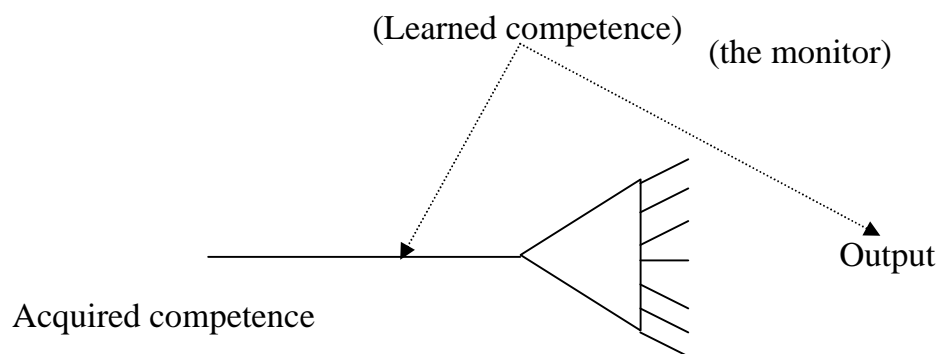 (Learned competence)
(the monitor)
Output
Acquired competence